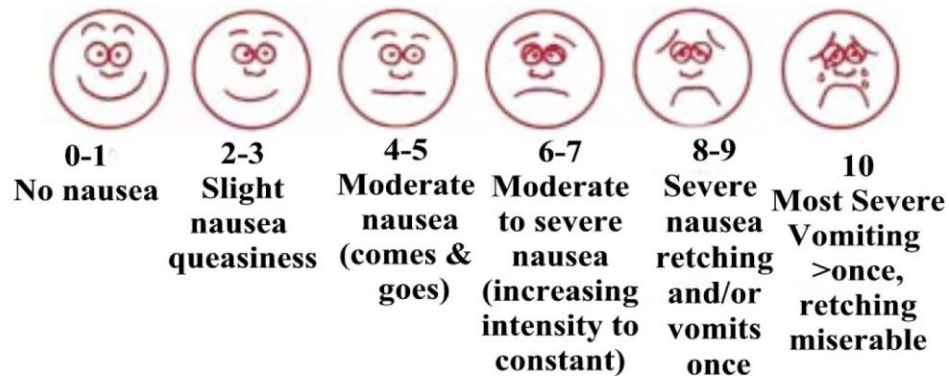 0-1
No nausea
2-3
Slight
nausea
queasiness
4-5
Moderate
nausea
(comes &
goes)
6-7
Moderate
to severe
nausea
(increasing
intensity to
constant)
8-9
Severe
nausea
retching
and/or
vomits
once
10
Most Severe
Vomiting
>once,
retching
miserable